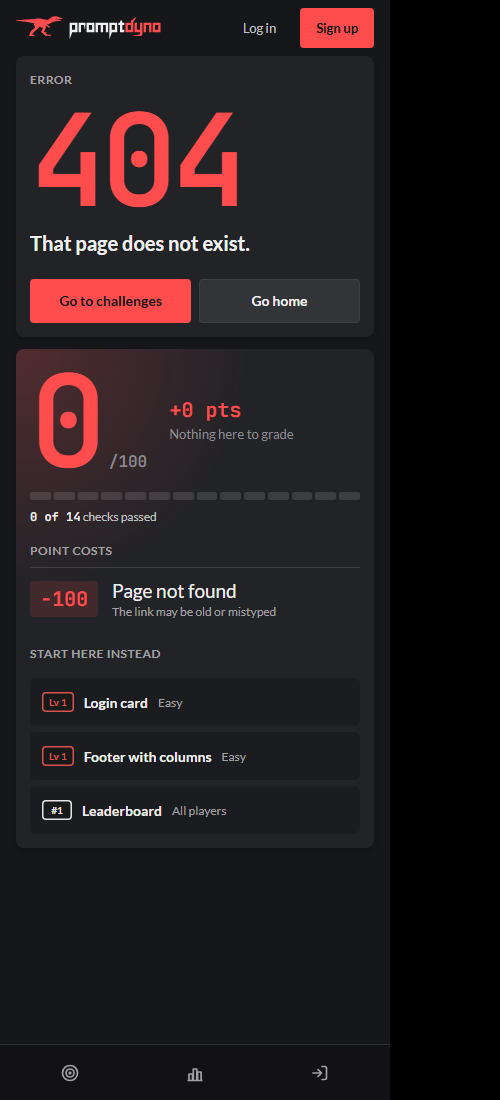 promptdyno
Log in
Sign up
ERROR
404
That page does not exist.
Go to challenges
Go home
0 /100
+0 pts
Nothing here to grade
0 of 14 checks passed
POINT COSTS
-100
Page not found
The link may be old or mistyped
START HERE INSTEAD
Lv 1 Login card Easy
Lv 1 Footer with columns Easy
#1 Leaderboard All players